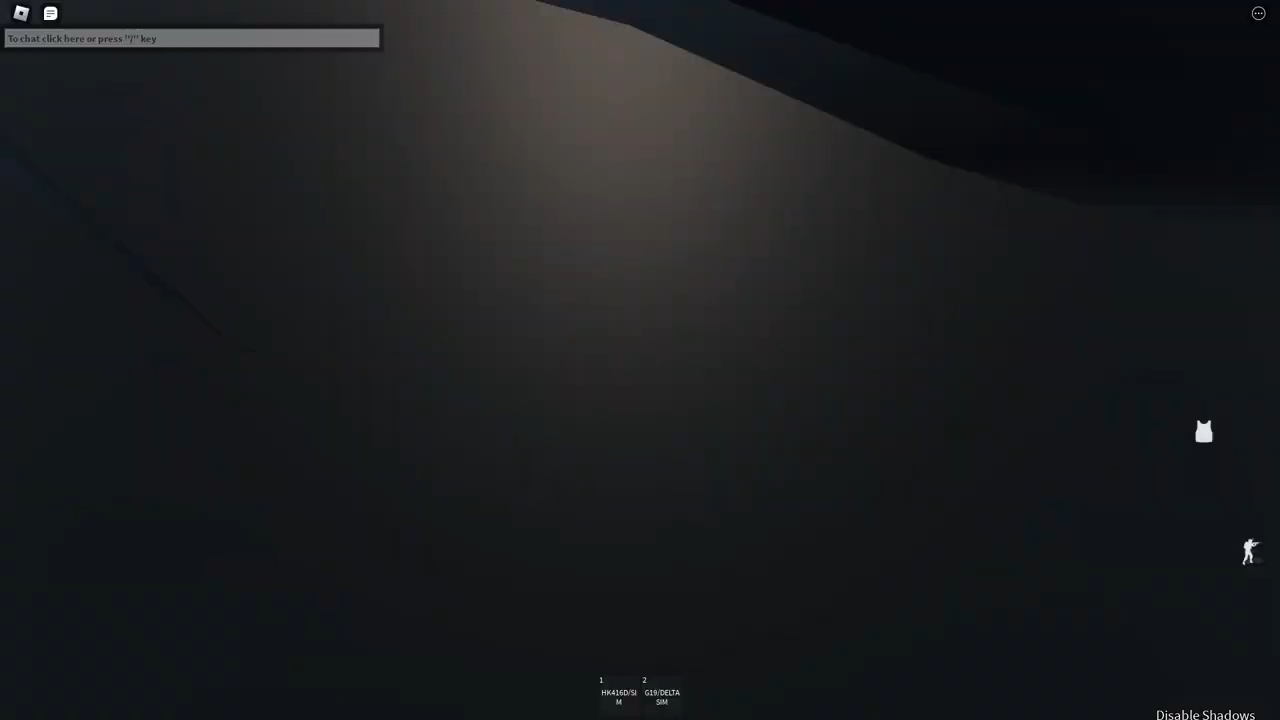 To chat click here or press "/" key
1
HK416D/SI
M
2
G19/DELTA
SIM
Disable Shadows